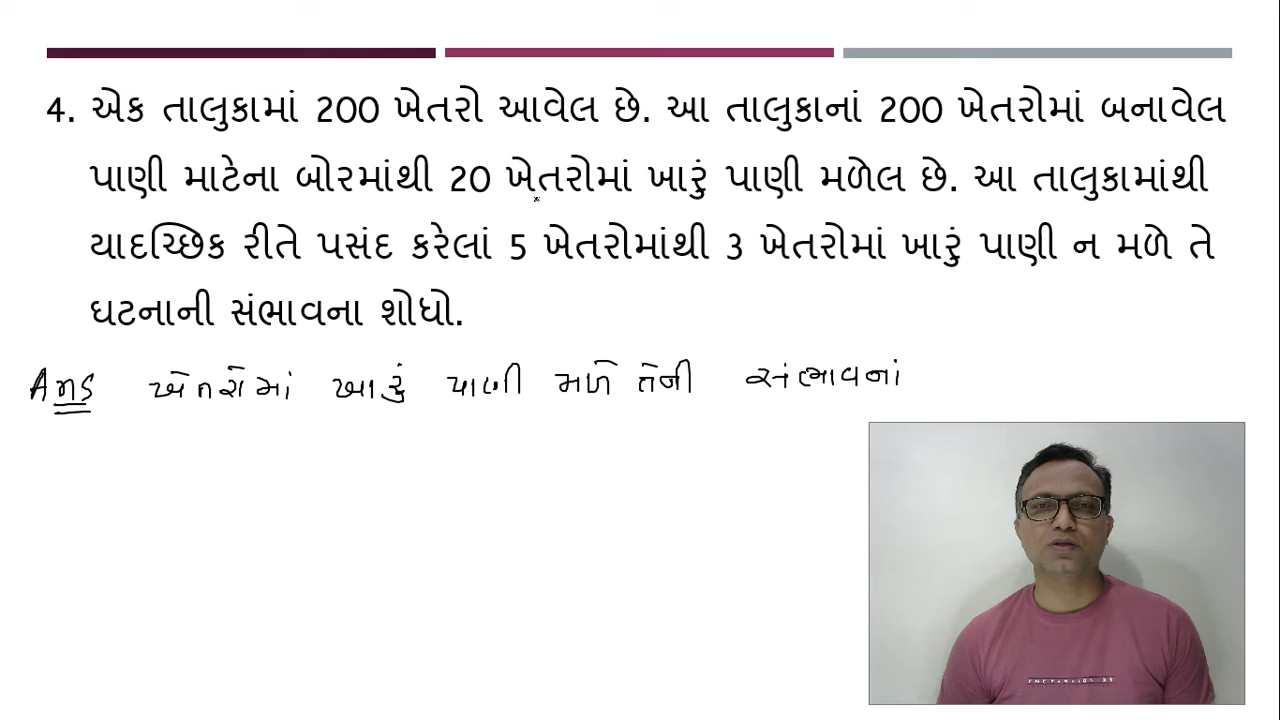 4. એક તાલુકામાં 200 ખેતરો આવેલ છે. આ તાલુકાનાં 200 ખેતરોમાં બનાવેલ
પાણી માટેના બોરમાંથી 20 ખેતરોમાં ખારું પાણી મળેલ છે. આ તાલુકામાંથી
યાદચ્છિક રીતે પસંદ કરેલાં 5 ખેતરોમાંથી 3 ખેતરોમાં ખારું પાણી ન મળે તે
ઘટનાની સંભાવના શોધો.
Ans ખેતરોમાં ખારું પાણી મળે તેની સંભાવનાં